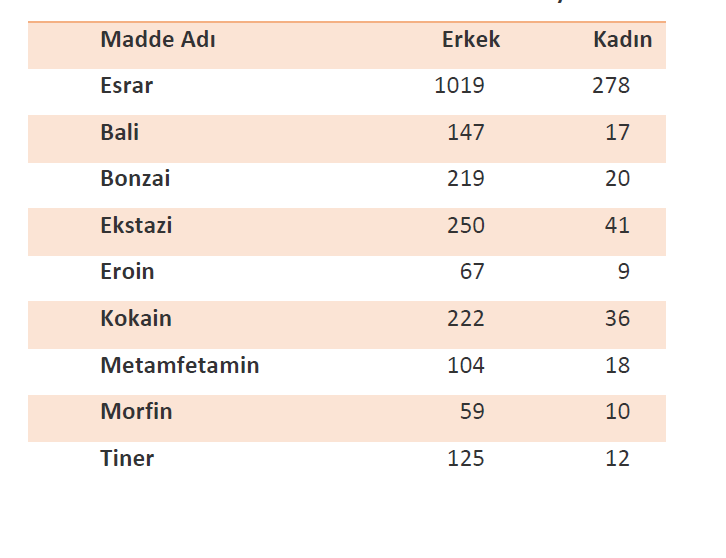 Madde Adı Erkek Kadın
Esrar 1019 278
Bali 147 17
Bonzai 219 20
Ekstazi 250 41
Eroin 67 9
Kokain 222 36
Metamfetamin 104 18
Morfin 59 10
Tiner 125 12